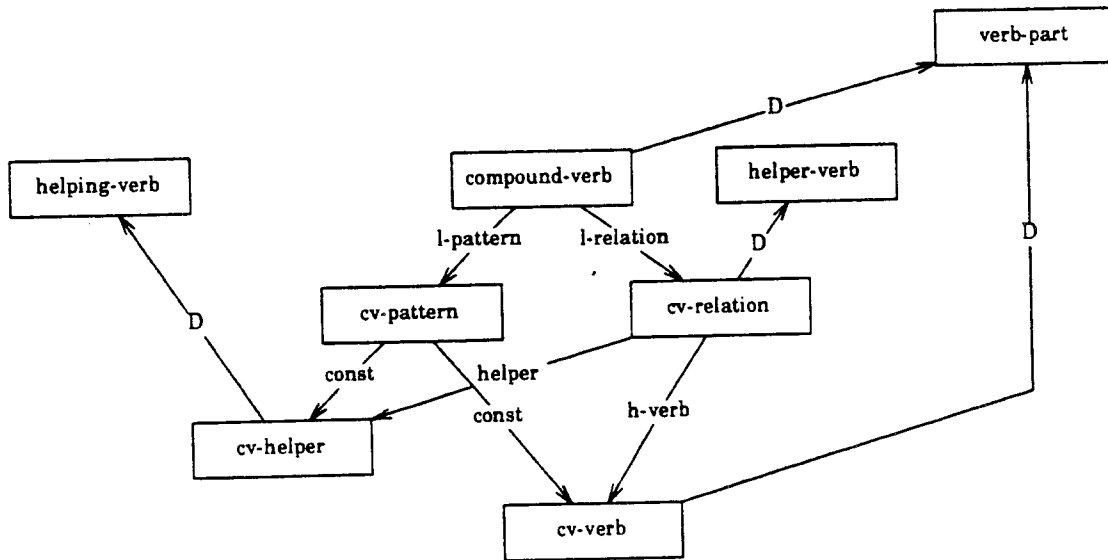 verb-part
D
compound-verb
helper-verb
helping-verb
l-pattern
l-relation
D
D
cv-pattern
cv-relation
D
const
helper
const
h-verb
cv-helper
cv-verb